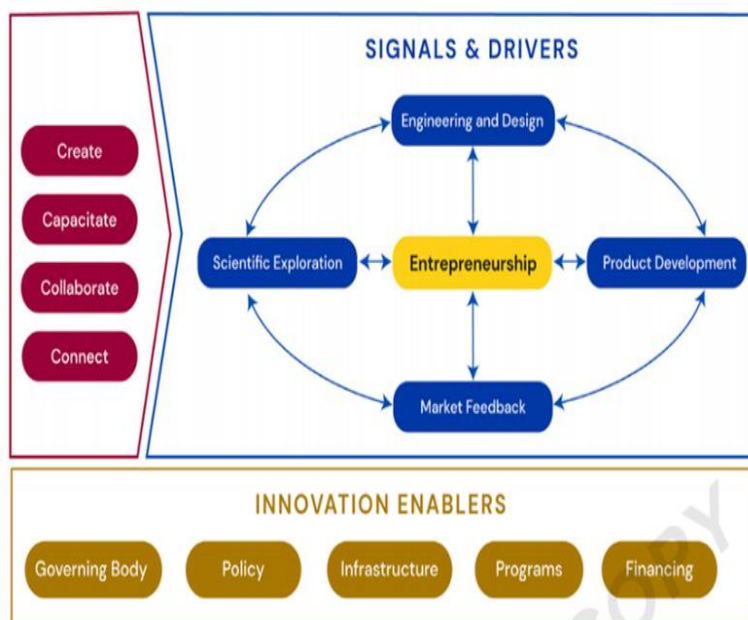 SIGNALS & DRIVERS
Create
Capacitate
Collaborate
Connect
Engineering and Design
Scientific Exploration
Entrepreneurship
Product Development
Market Feedback
INNOVATION ENABLERS
Governing Body
Policy
Infrastructure
Programs
Financing
COPY